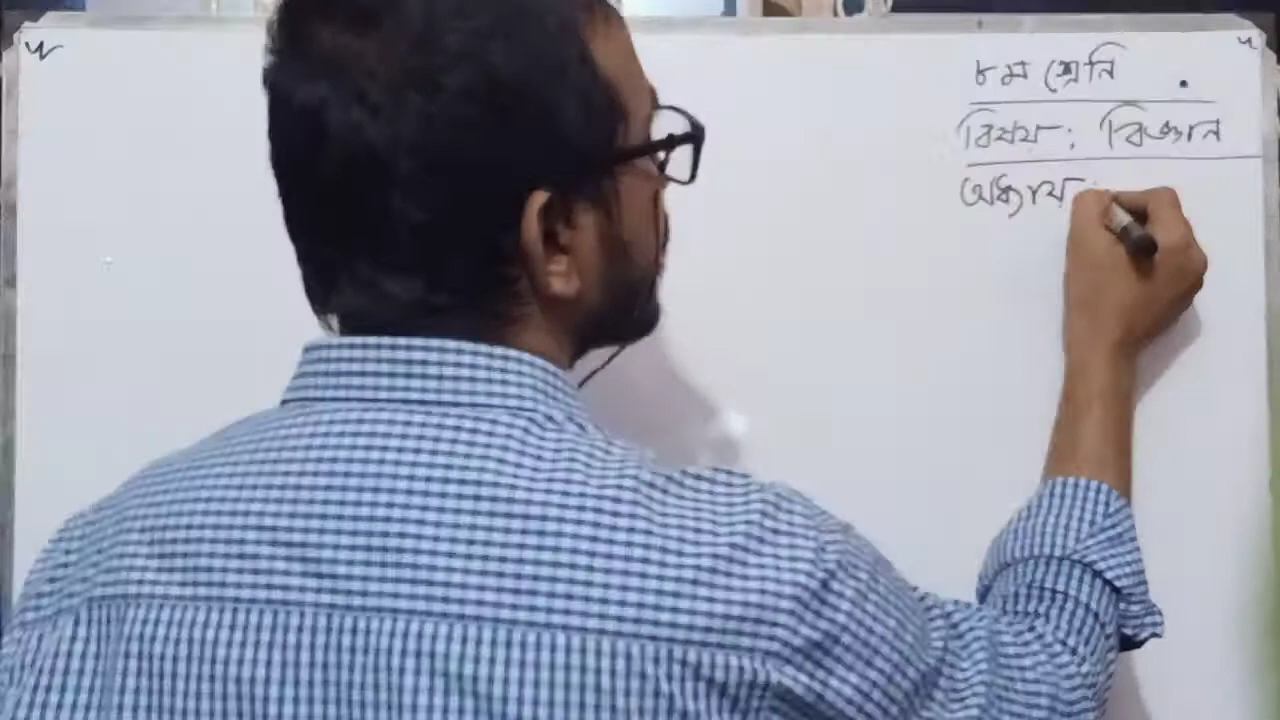 ৮ম শ্রেনি .
বিষয় : বিজ্ঞান
অধ্যায় :